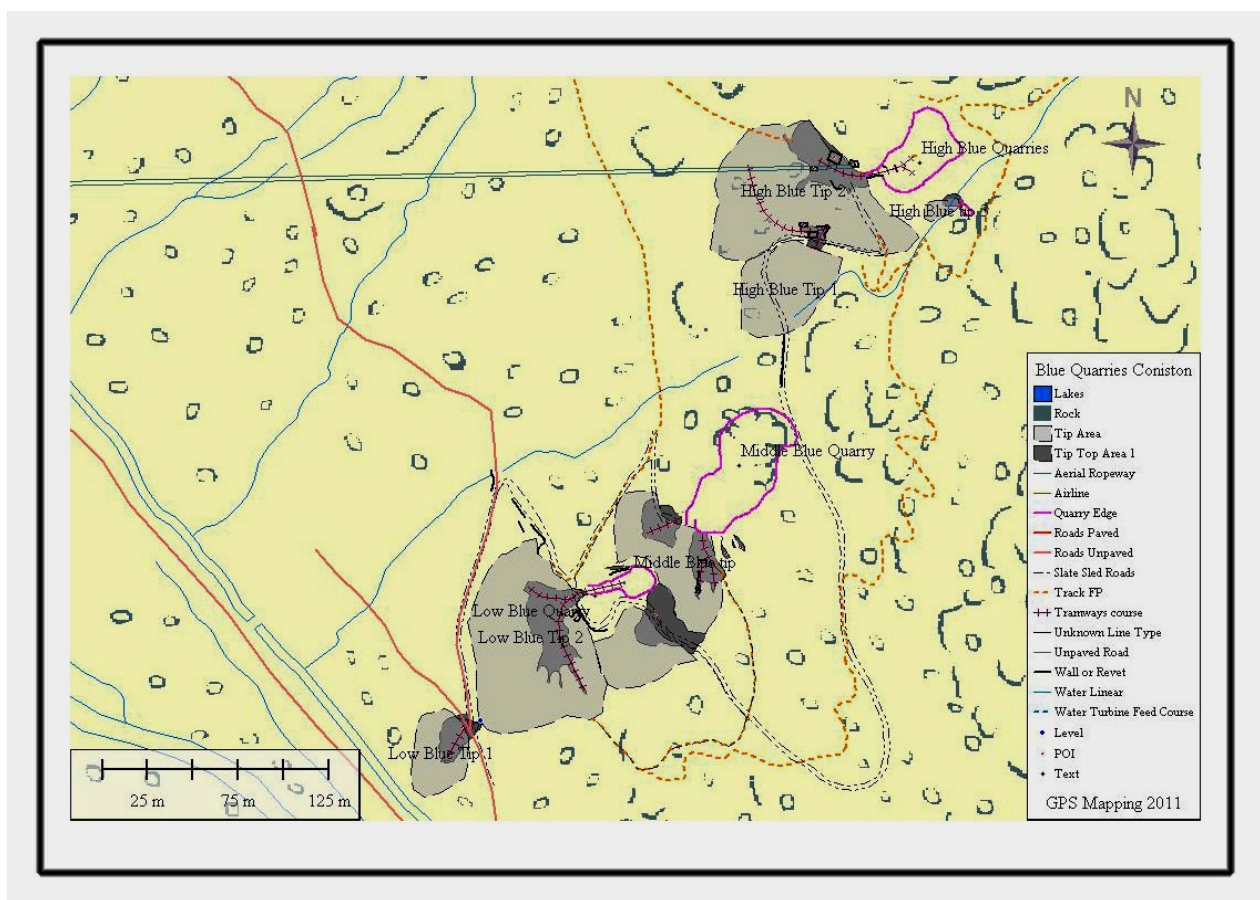 N
High Blue Quarries
High Blue Tip 2
High Blue tip 3
High Blue Tip 1
Middle Blue Quarry
Middle Blue tip
Low Blue Quarry
Low Blue Tip 2
Low Blue Tip 1
25 m 75 m 125 m
Blue Quarries Coniston
Lakes
Rock
Tip Area
Tip Top Area 1
Aerial Ropeway
Airline
Quarry Edge
Roads Paved
Roads Unpaved
Slate Sled Roads
Track FP
Tramways course
Unknown Line Type
Unpaved Road
Wall or Revet
Water Linear
Water Turbine Feed Course
Level
POI
Text
GPS Mapping 2011